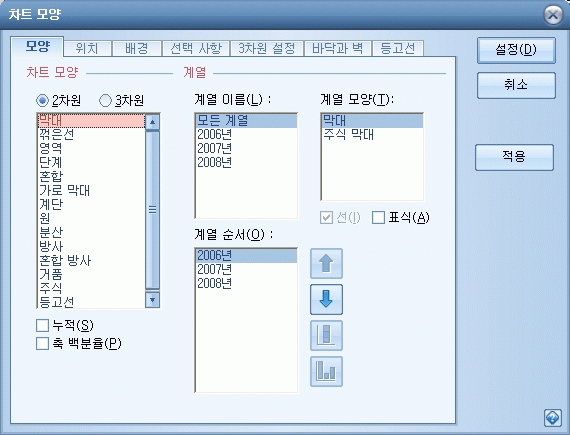 차트 모양
모양 위치 배경 선택 사항 3차원 설정 바닥과 벽 등고선
설정(D)
취소
적용
차트 모양
2차원 3차원
막대
꺾은선
영역
단계
혼합
가로 막대
계단
원
분산
방사
혼합 방사
거품
주식
등고선
누적(S)
축 백분율(P)
계열
계열 이름(L) :
모든 계열
2006년
2007년
2008년
계열 모양(T):
막대
주식 막대
선(I) 표식(A)
계열 순서(O) :
2006년
2007년
2008년